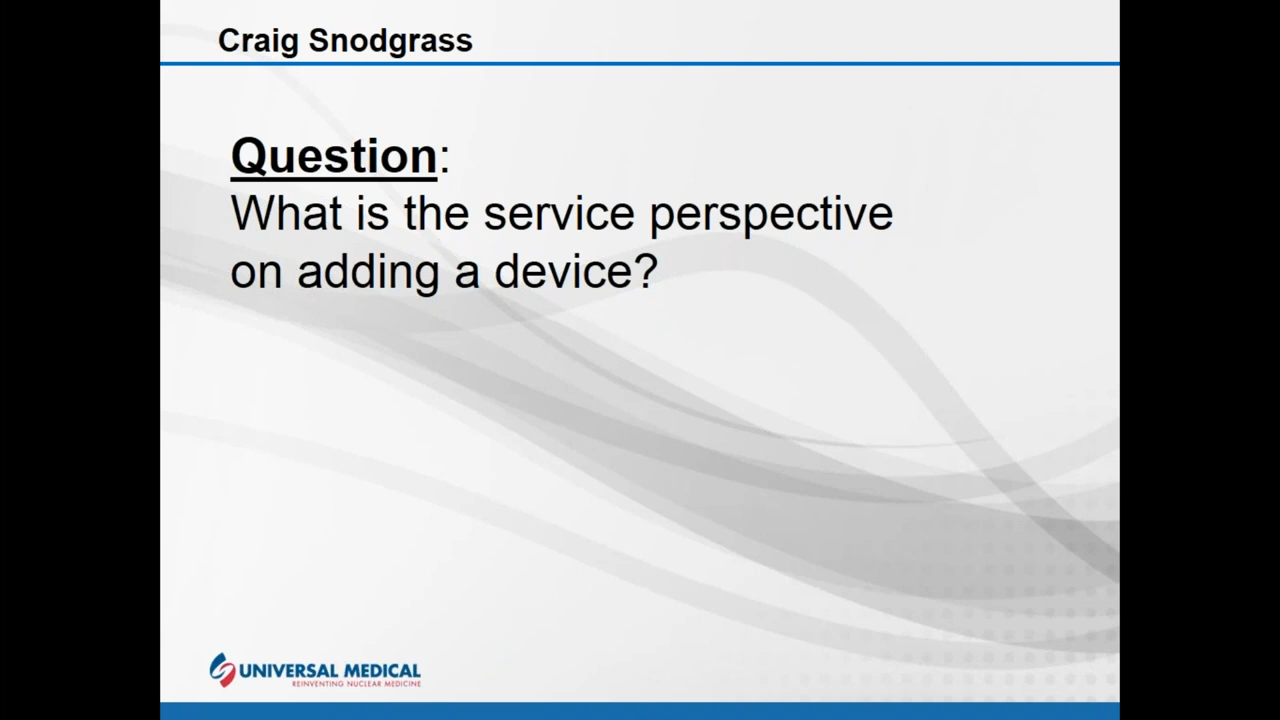 Craig Snodgrass
Question:
What is the service perspective
on adding a device?
UNIVERSAL MEDICAL
REINVENTING NUCLEAR MEDICINE